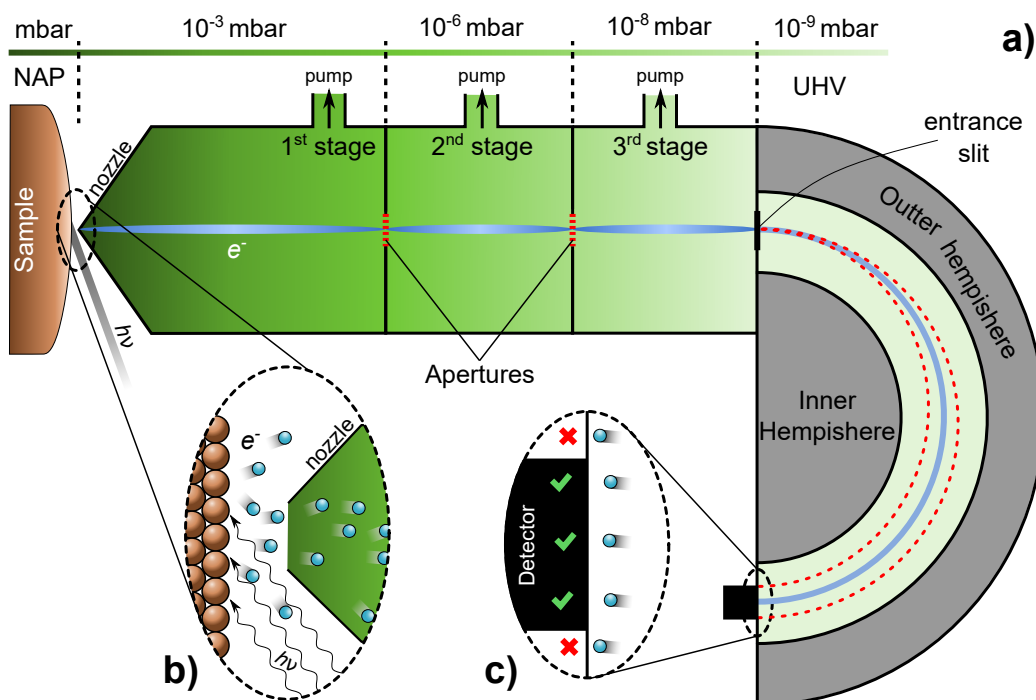 mbar
10⁻³ mbar
10⁻⁶ mbar
10⁻⁸ mbar
10⁻⁹ mbar
a)
NAP
pump
pump
pump
UHV
1ˢᵗ stage
2ⁿᵈ stage
3ʳᵈ stage
entrance
slit
nozzle
Sample
e⁻
hν
Outter hempishere
Apertures
Inner
Hempishere
e⁻
nozzle
hν
b)
Detector
c)